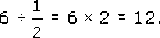 6 ÷ 1/2 = 6 × 2 = 12.